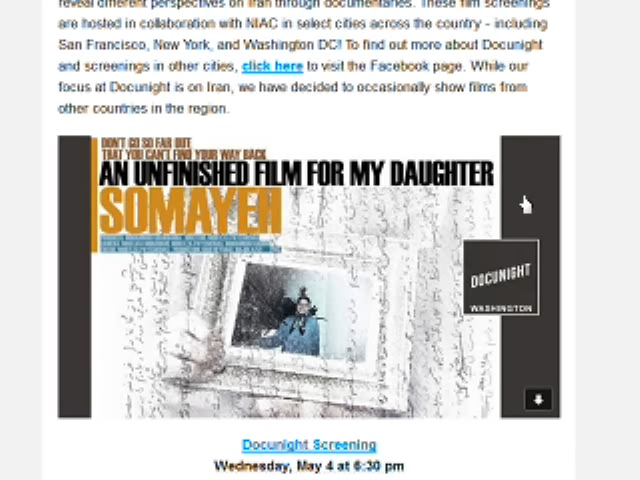 reveal different perspectives on Iran through documentaries. These film screenings
are hosted in collaboration with NIAC in select cities across the country - including
San Francisco, New York, and Washington DC! To find out more about Docunight
and screenings in other cities, click here to visit the Facebook page. While our
focus at Docunight is on Iran, we have decided to occasionally show films from
other countries in the region.
DON'T GO SO FAR OUT
THAT YOU CAN'T FIND YOUR WAY BACK
AN UNFINISHED FILM FOR MY DAUGHTER
SOMAYEH
DOCUNIGHT
WASHINGTON
Docunight Screening
Wednesday, May 4 at 6:30 pm